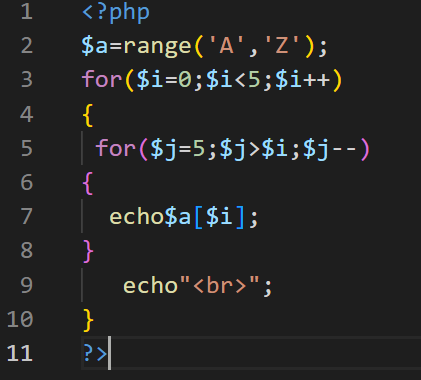 1 <?php
2 $a=range('A','Z');
3 for($i=0;$i<5;$i++)
4 {
5 for($j=5;$j>$i;$j--)
6 {
7 echo$a[$i];
8 }
9 echo"<br>";
10 }
11 ?>